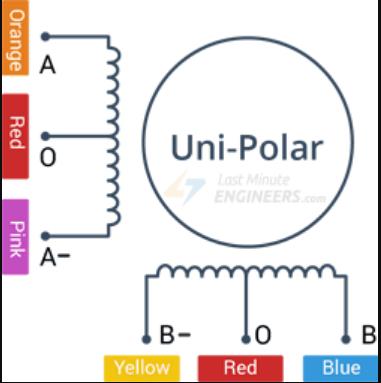 Orange
A
Red
O
Pink
A-
Uni-Polar
Last Minute
ENGINEERS.com
B- O B
Yellow Red Blue